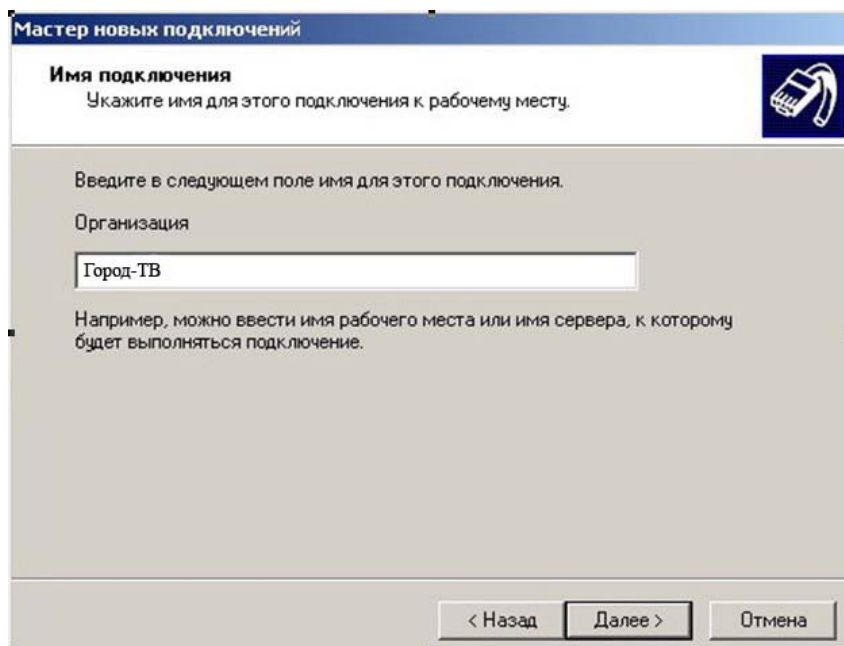 Мастер новых подключений
Имя подключения
Укажите имя для этого подключения к рабочему месту.
Введите в следующем поле имя для этого подключения.
Организация
Город-ТВ
Например, можно ввести имя рабочего места или имя сервера, к которому
будет выполняться подключение.
< Назад
Далее >
Отмена